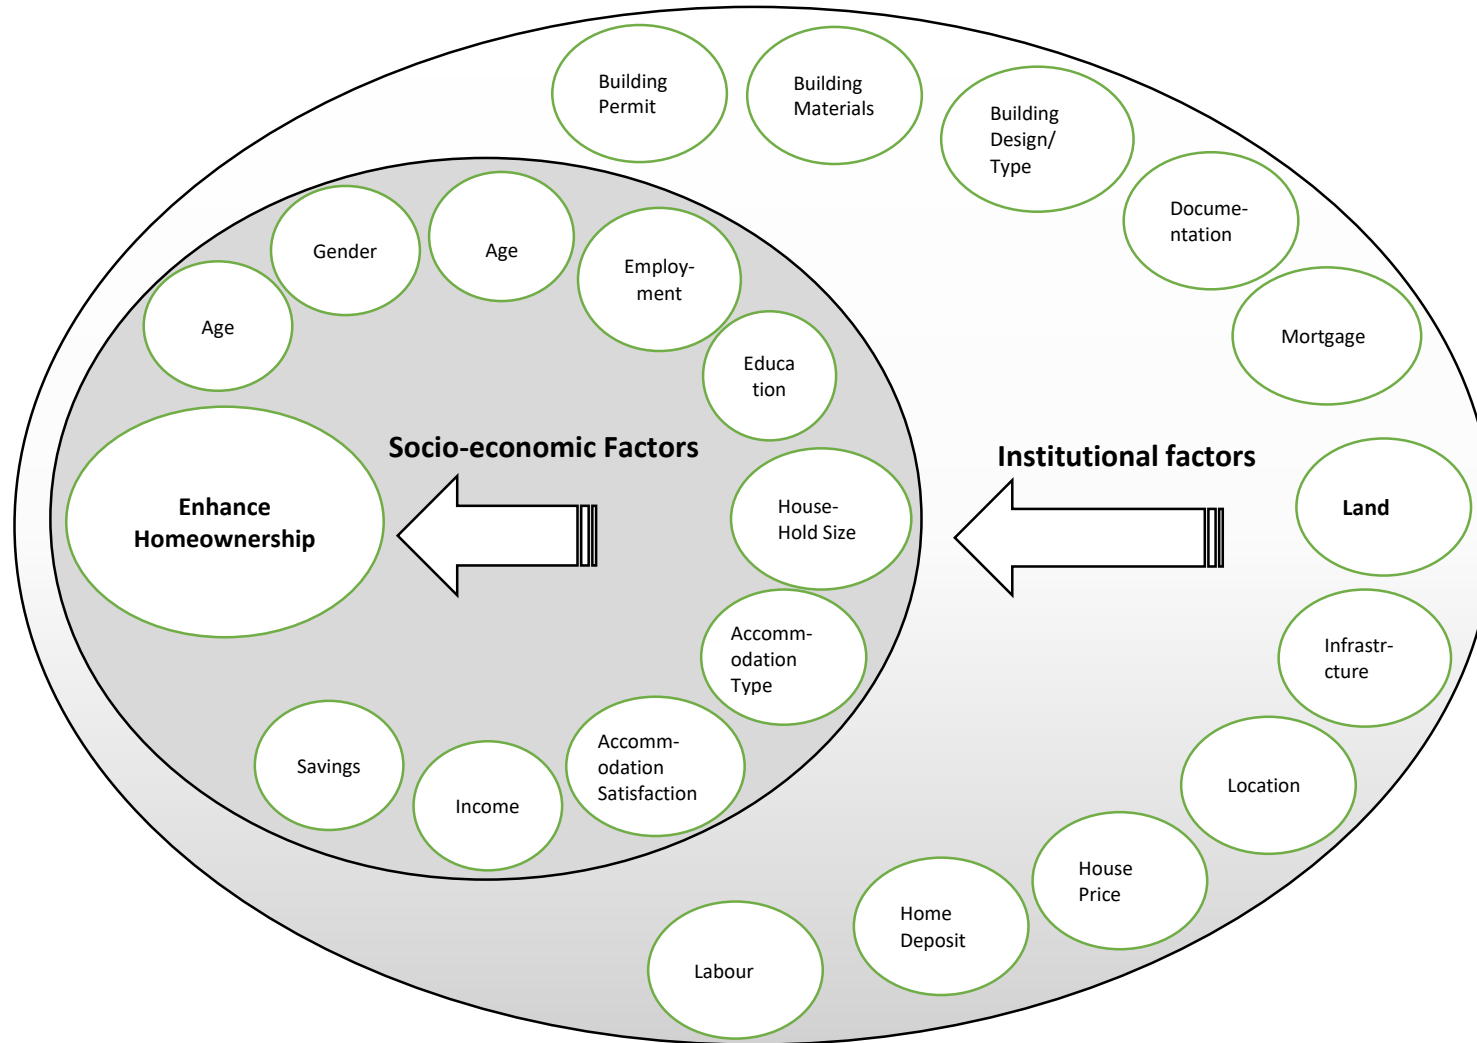 Building
Permit
Building
Materials
Building
Design/
Type
Docume-
ntation
Mortgage
Gender
Age
Employ-
ment
Age
Educa
tion
Socio-economic Factors
Institutional factors
Enhance
Homeownership
House-
Hold Size
Land
Accomm-
odation
Type
Infrastr-
cture
Savings
Income
Accomm-
odation
Satisfaction
Location
House
Price
Home
Deposit
Labour